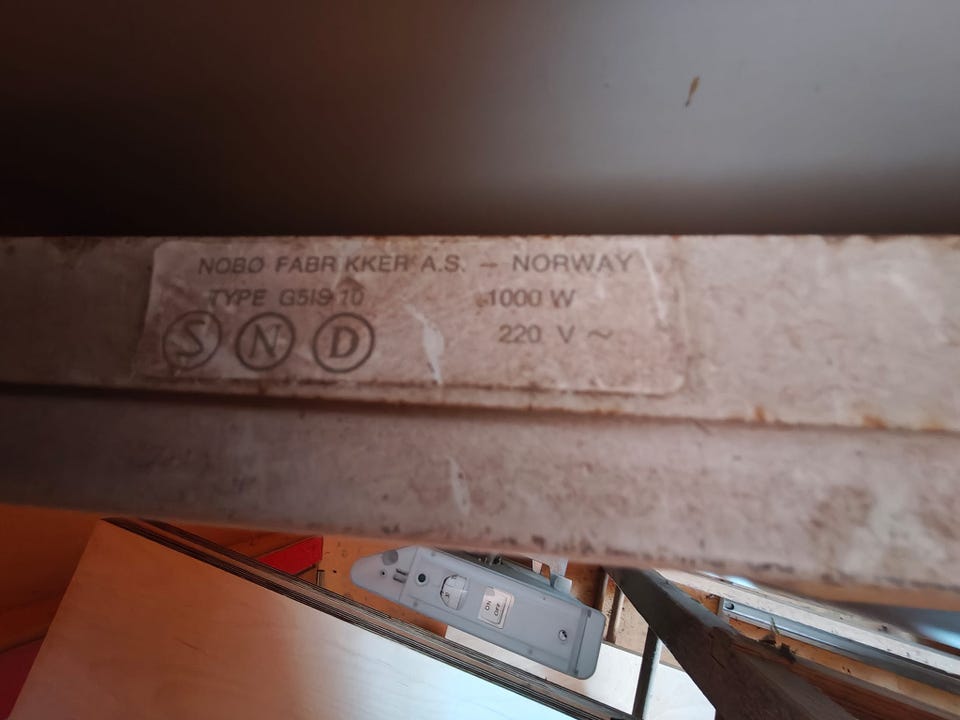 NOBØ FABRIKKER A.S. – NORWAY
TYPE G5IS 10 1000 W
220 V ~
S N D
ON
OFF